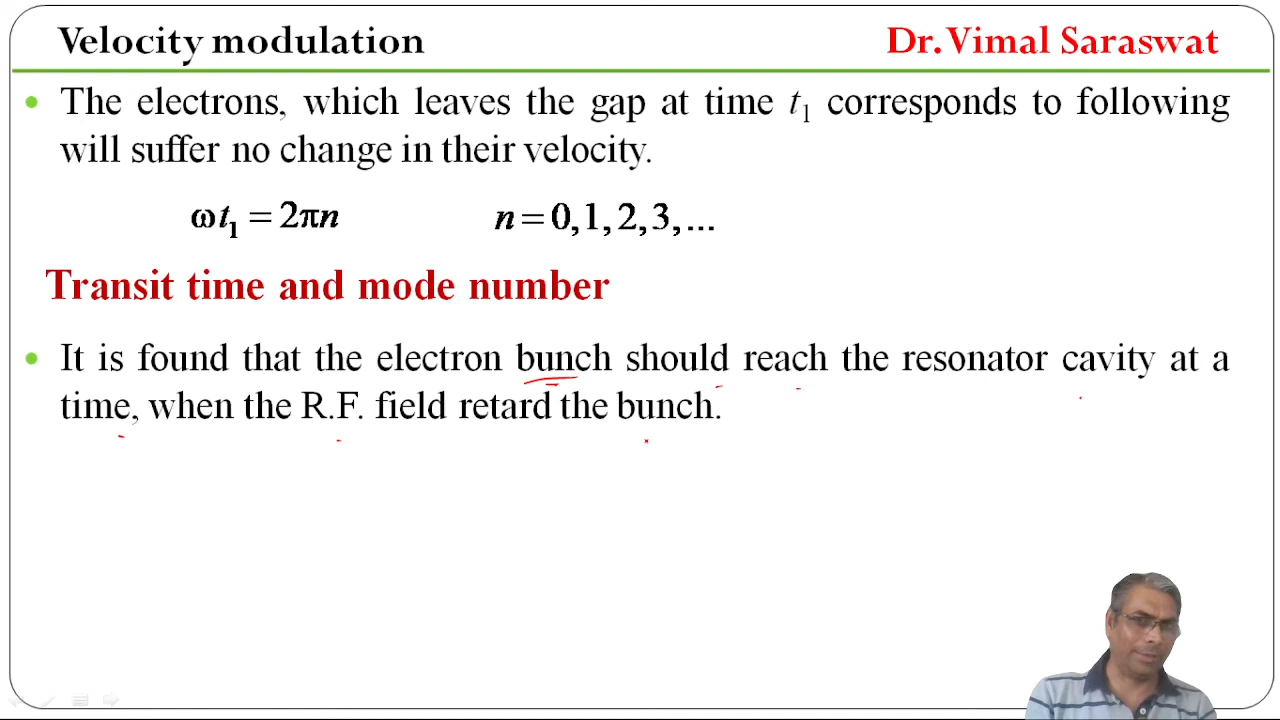 Velocity modulation Dr. Vimal Saraswat
• The electrons, which leaves the gap at time t₁ corresponds to following
will suffer no change in their velocity.
ωt₁ = 2πn n = 0, 1, 2, 3, ...
Transit time and mode number
• It is found that the electron bunch should reach the resonator cavity at a
time, when the R.F. field retard the bunch.